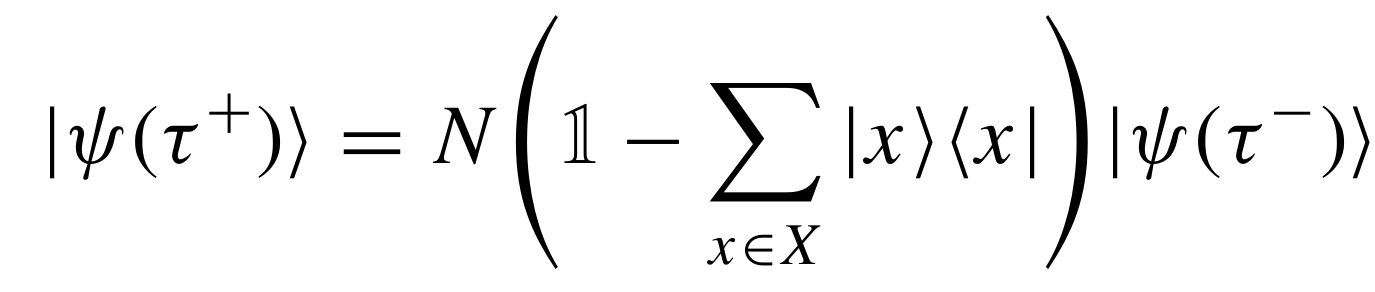 |ψ(τ⁺)⟩ = N(𝟙 − ∑_{x∈X} |x⟩⟨x|)|ψ(τ⁻)⟩